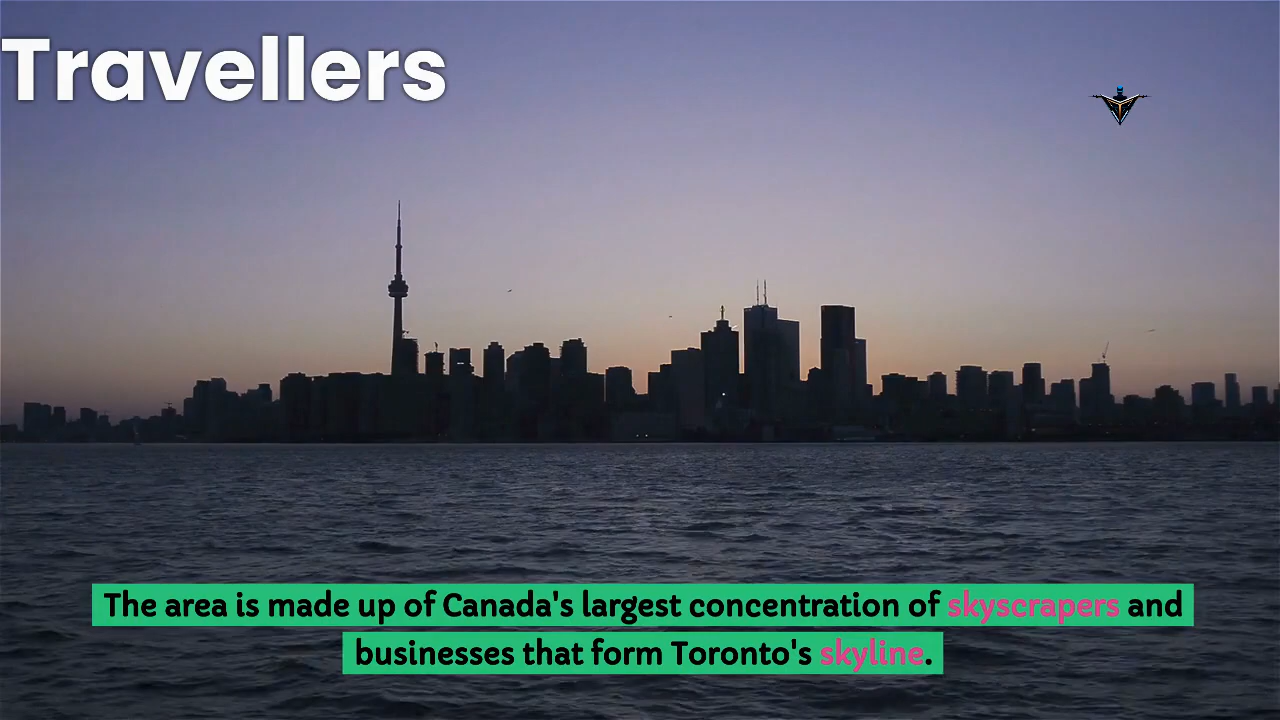 Travellers
The area is made up of Canada's largest concentration of skyscrapers and
businesses that form Toronto's skyline.